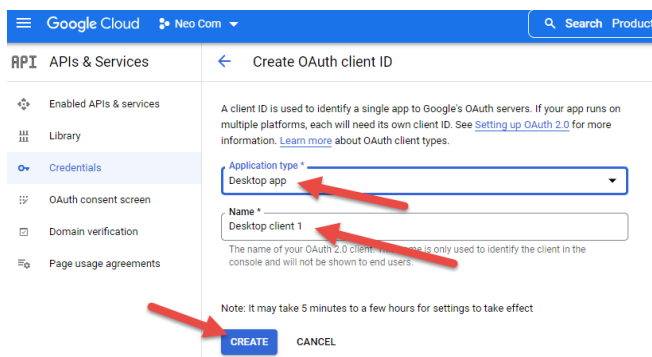 Google Cloud Neo Com Search Product
API APIs & Services Create OAuth client ID
Enabled APIs & services
Library
Credentials
OAuth consent screen
Domain verification
Page usage agreements
A client ID is used to identify a single app to Google's OAuth servers. If your app runs on
multiple platforms, each will need its own client ID. See Setting up OAuth 2.0 for more
information. Learn more about OAuth client types.
Application type *
Desktop app
Name *
Desktop client 1
The name of your OAuth 2.0 client. This name is only used to identify the client in the
console and will not be shown to end users.
Note: It may take 5 minutes to a few hours for settings to take effect
CREATE CANCEL